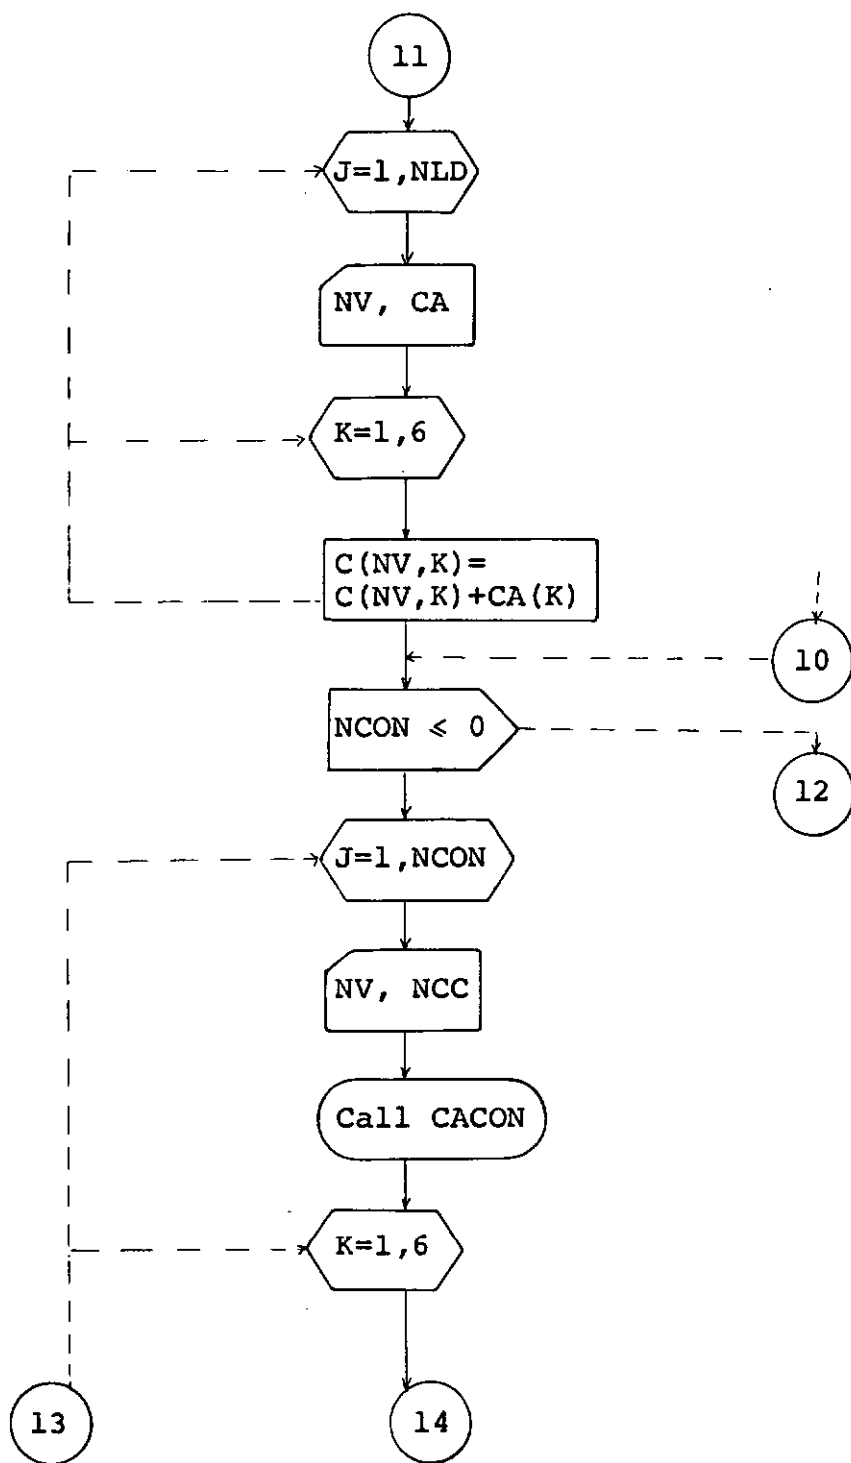 11
J=1,NLD
NV, CA
K=1,6
C(NV,K)=
C(NV,K)+CA(K)
10
NCON ≤ 0
12
J=1,NCON
NV, NCC
Call CACON
K=1,6
13
14